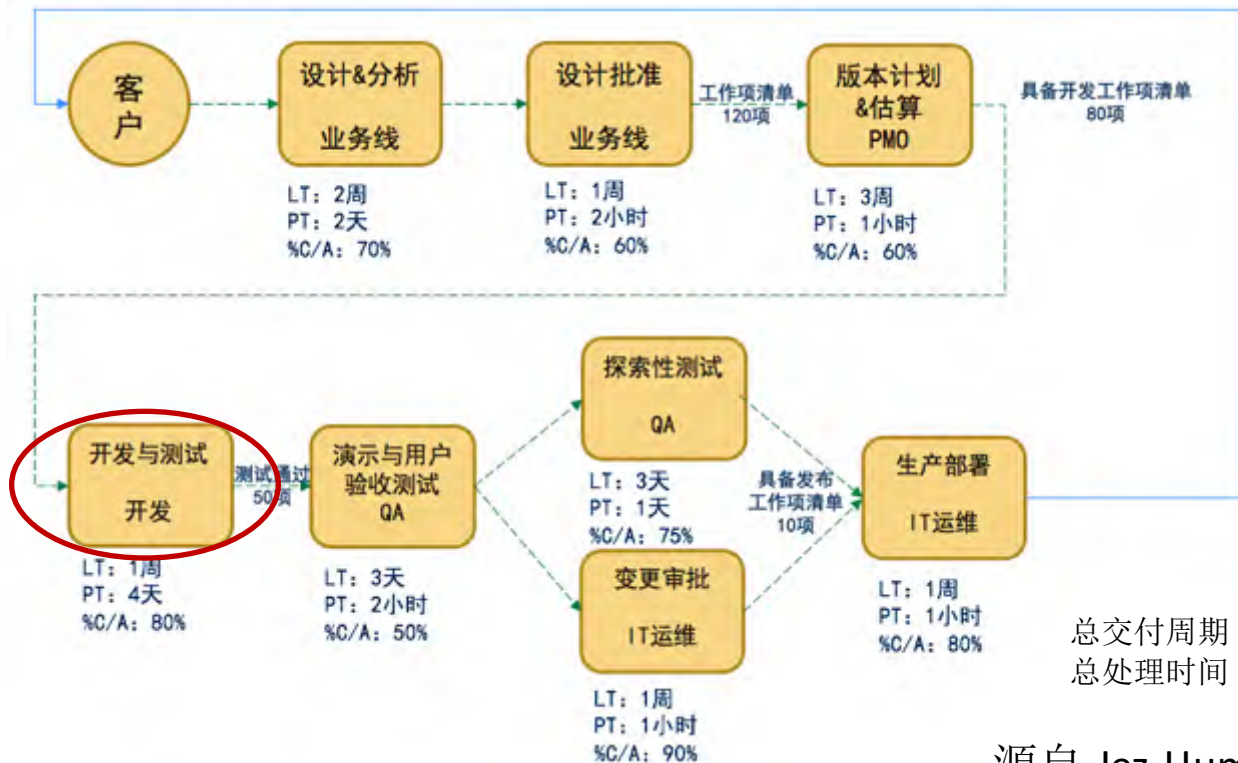 客
户
设计&分析
业务线
LT: 2周
PT: 2天
%C/A: 70%
设计批准
业务线
LT: 1周
PT: 2小时
%C/A: 60%
工作项清单
120项
版本计划
&估算
PMO
LT: 3周
PT: 1小时
%C/A: 60%
具备开发工作项清单
80项
开发与测试
开发
LT: 1周
PT: 4天
%C/A: 80%
测试通过
50项
演示与用户
验收测试
QA
LT: 3天
PT: 2小时
%C/A: 50%
探索性测试
QA
LT: 3天
PT: 1天
%C/A: 75%
变更审批
IT运维
LT: 1周
PT: 1小时
%C/A: 90%
具备发布
工作项清单
10项
生产部署
IT运维
LT: 1周
PT: 1小时
%C/A: 80%
总交付周期
总处理时间
源自 Jez Hum